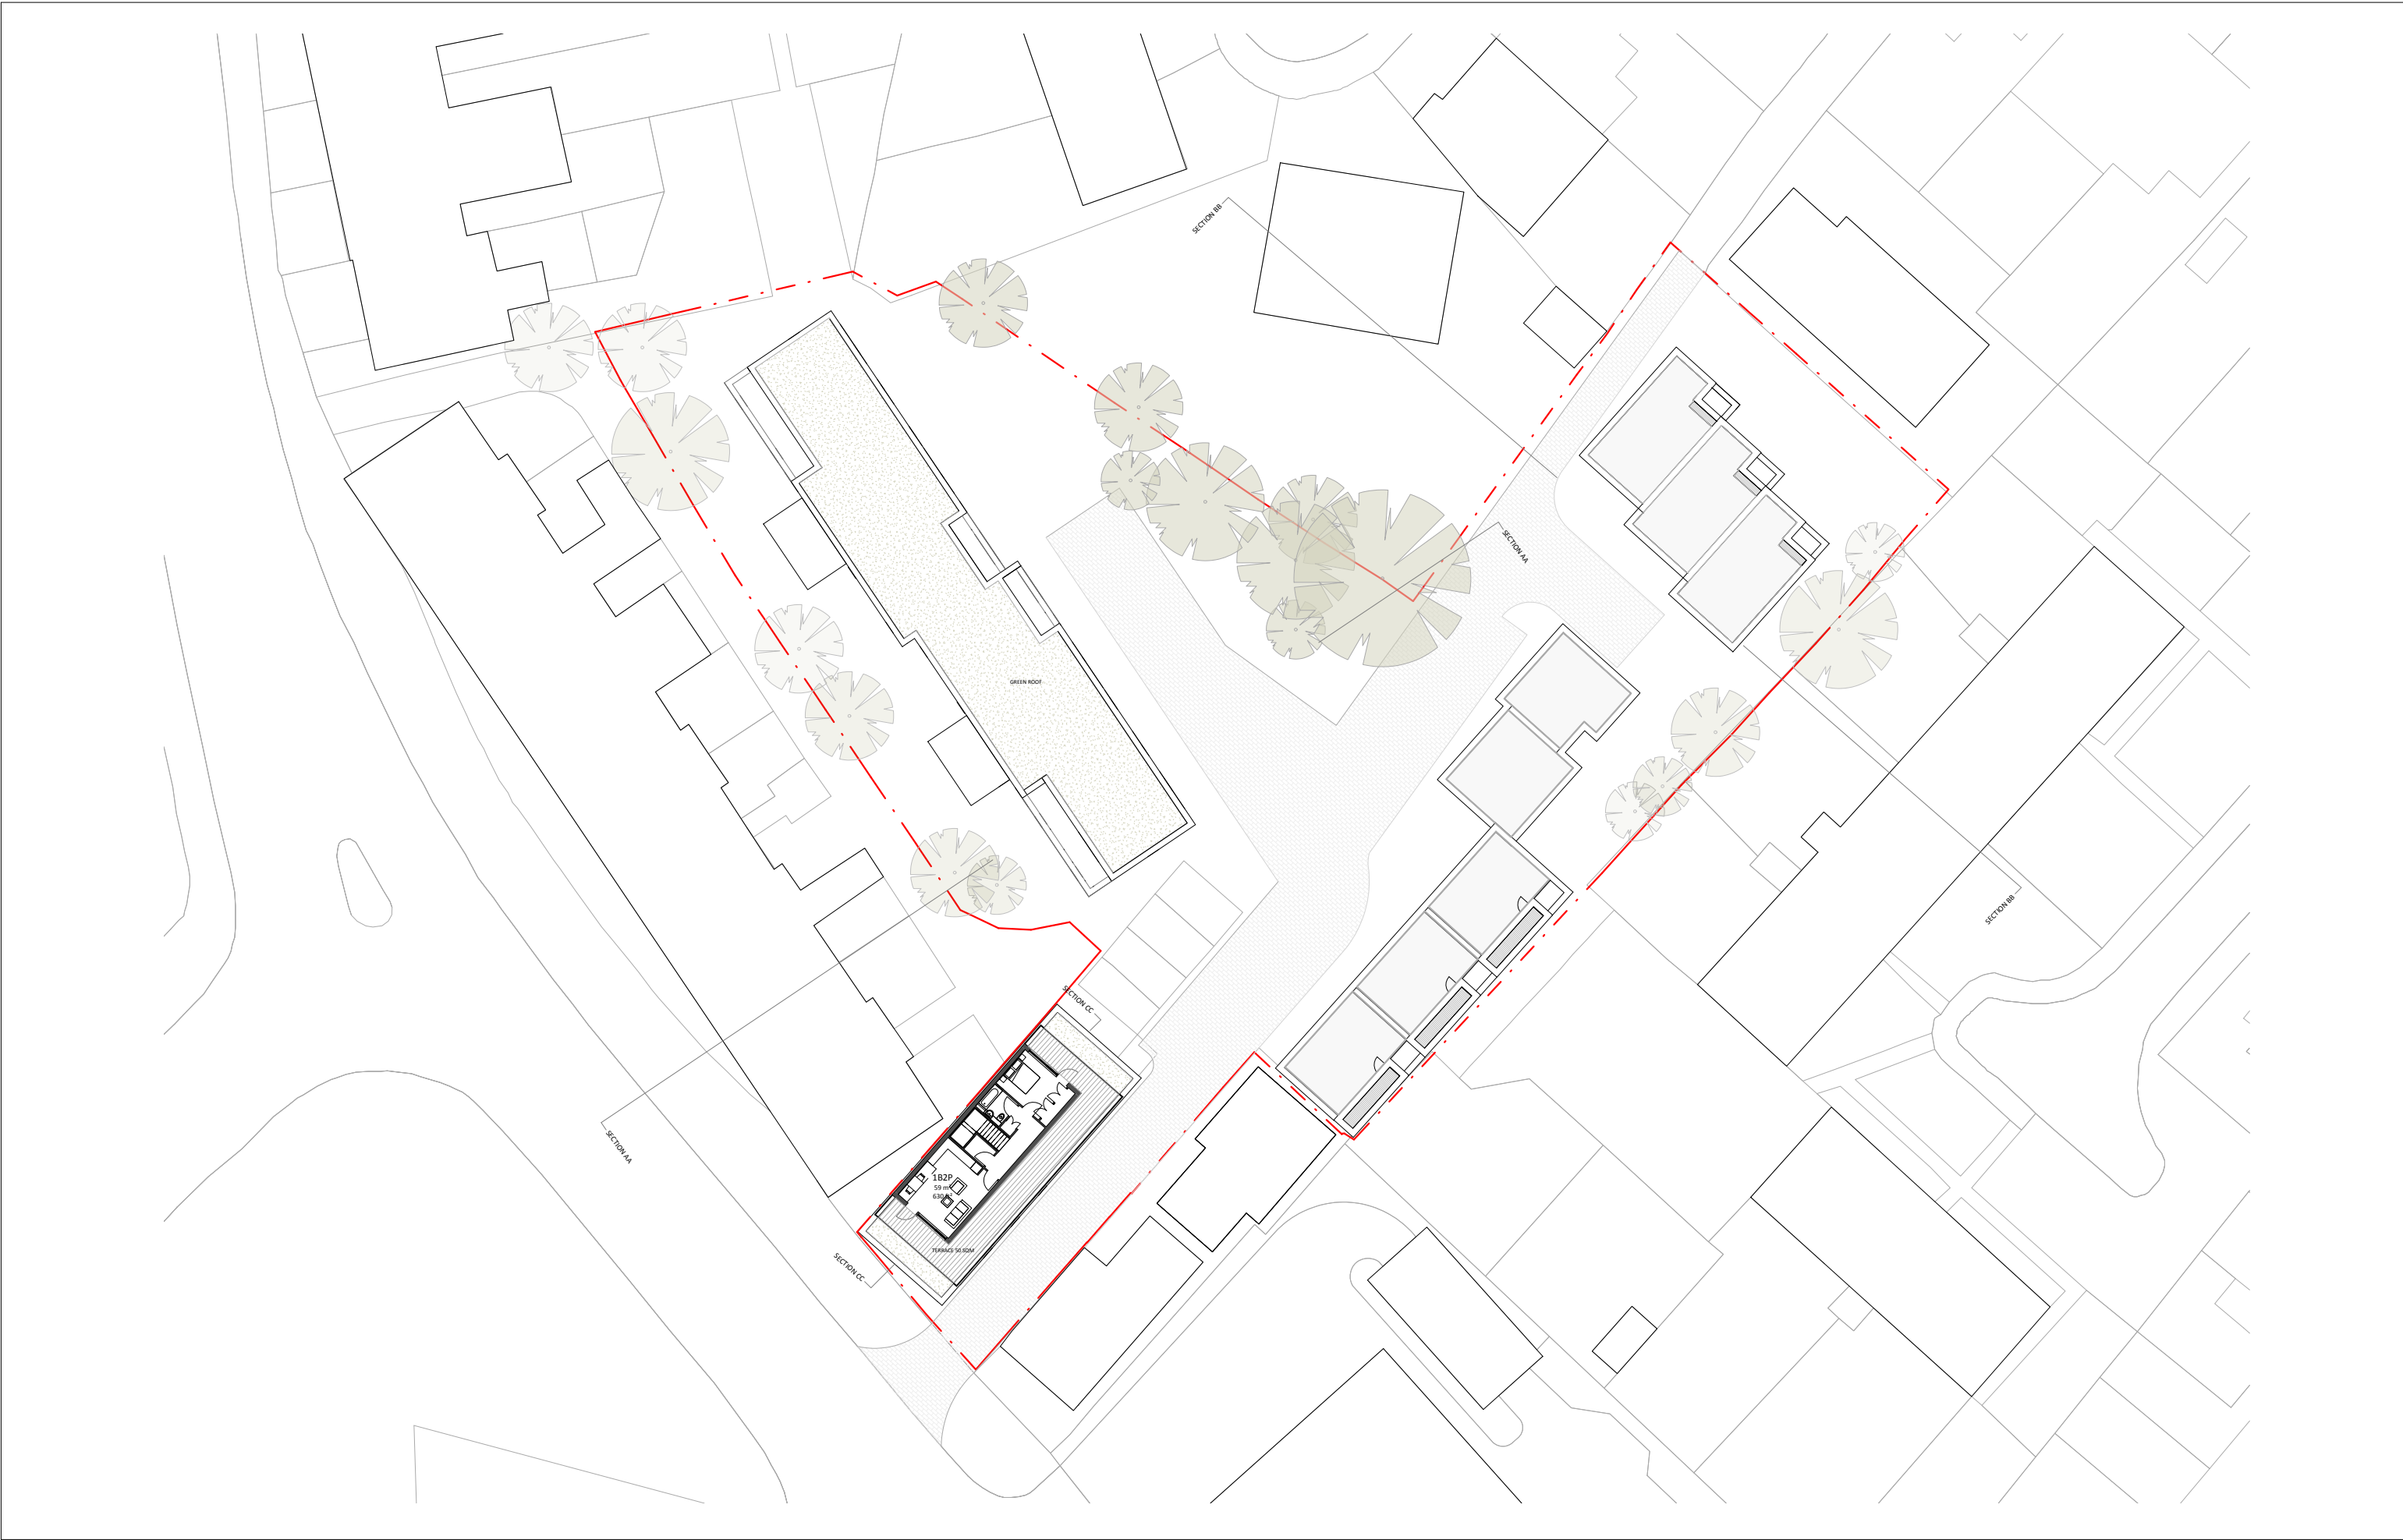 SECTION BB
SECTION AA
GREEN ROOF
SECTION BB
SECTION CC
SECTION AA
1B2P
59 m²
TERRACE 50 SQM
SECTION CC